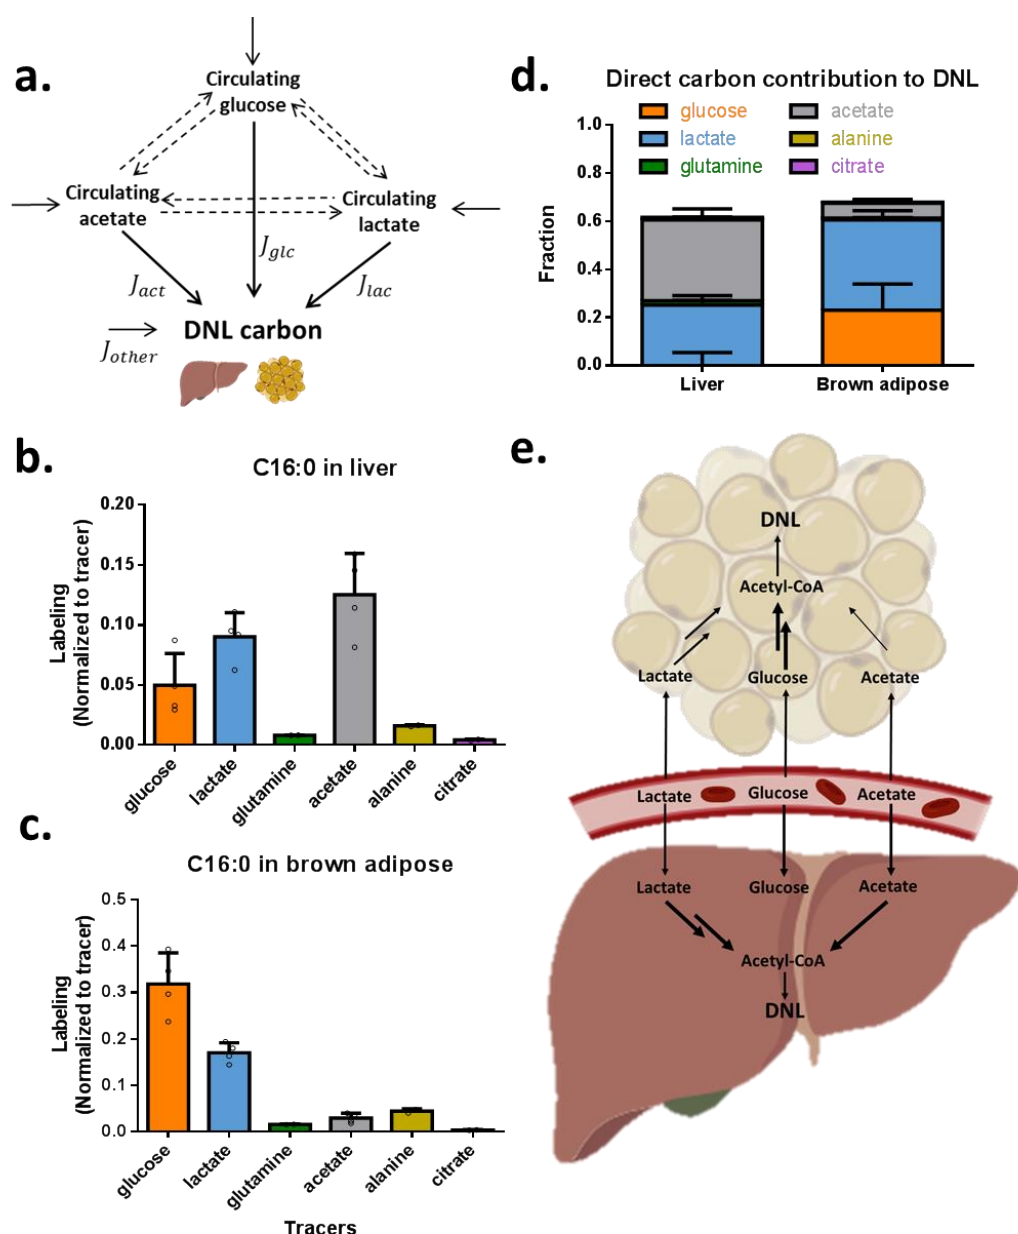 a.
Circulating
glucose
Circulating
acetate
Circulating
lactate
J_act
J_glc
J_lac
DNL carbon
J_other
d.
Direct carbon contribution to DNL
glucose
acetate
lactate
alanine
glutamine
citrate
Fraction
1.0
0.8
0.6
0.4
0.2
0.0
Liver
Brown adipose
b.
C16:0 in liver
Labeling
(Normalized to tracer)
0.20
0.15
0.10
0.05
0.00
glucose
lactate
glutamine
acetate
alanine
citrate
c.
C16:0 in brown adipose
Labeling
(Normalized to tracer)
0.5
0.4
0.3
0.2
0.1
0.0
glucose
lactate
glutamine
acetate
alanine
citrate
Tracers
e.
DNL
Acetyl-CoA
Lactate
Glucose
Acetate
Lactate
Glucose
Acetate
Lactate
Glucose
Acetate
Acetyl-CoA
DNL